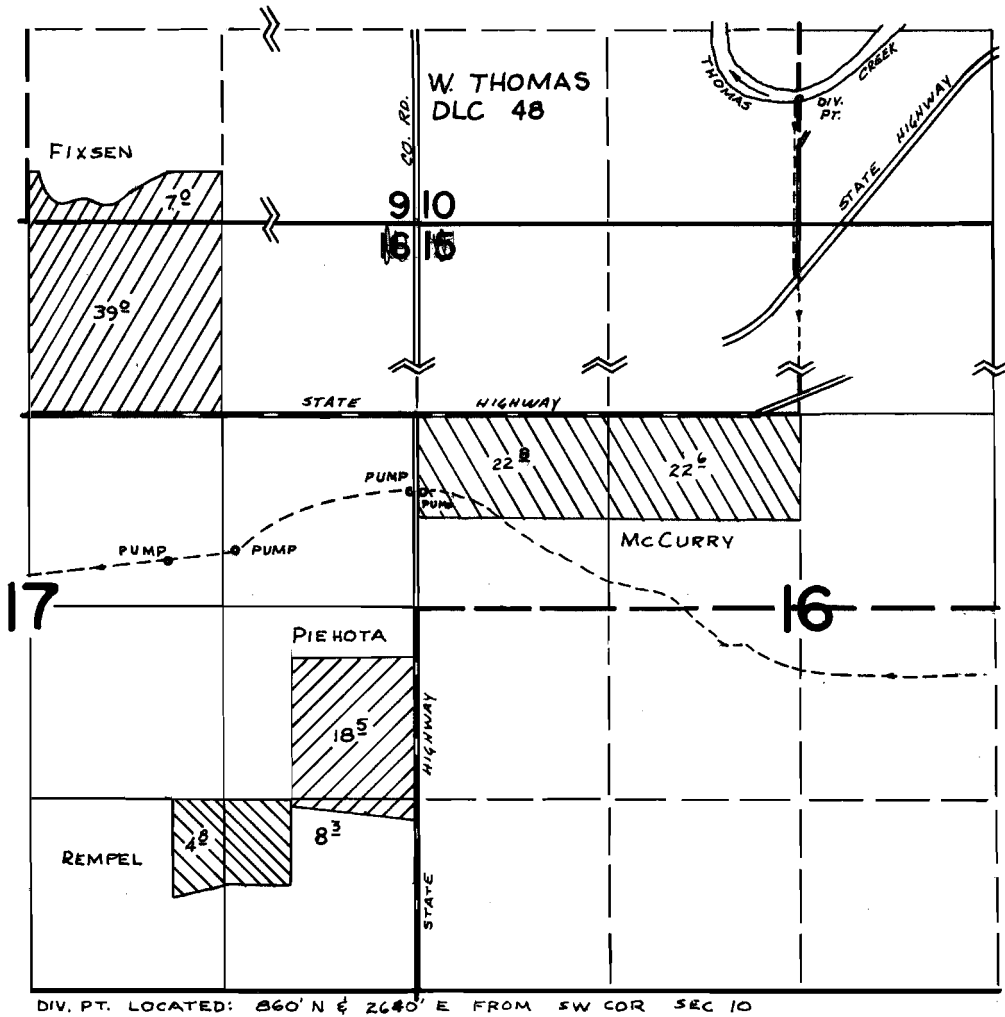 W. THOMAS
DLC 48
CO. RD.
THOMAS
CREEK
DIV.
PT.
STATE HIGHWAY
FIXSEN
7.0
9 10
16 15
39.0
STATE HIGHWAY
22.8
22.6
PUMP
PUMP
McCURRY
PUMP
PUMP
17
16
PIEHOTA
18.5
STATE HIGHWAY
4.8
8.3
REMPEL
DIV. PT. LOCATED: 860' N & 2640' E FROM SW COR SEC 10